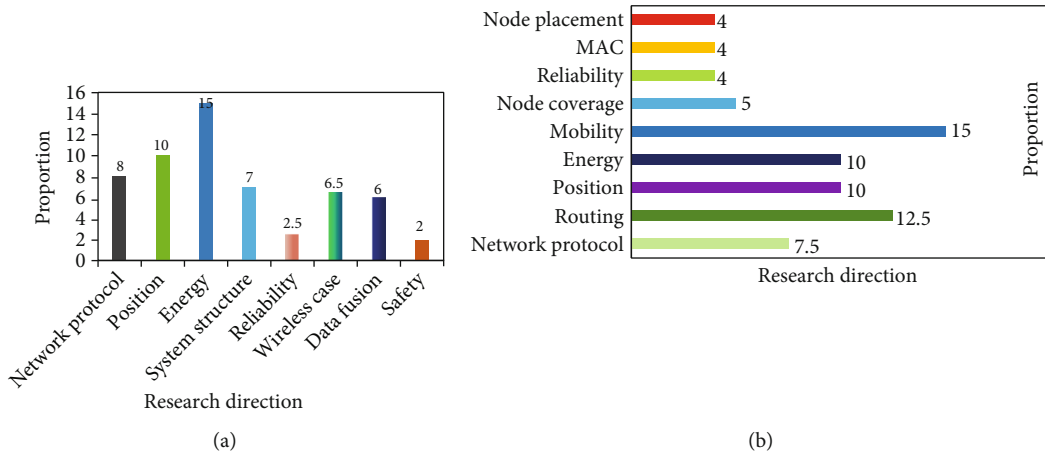 Proportion
16
14
12
10
8
6
4
2
0
8
10
15
7
2.5
6.5
6
2
Network protocol
Position
Energy
System structure
Reliability
Wireless case
Data fusion
Safety
Research direction
(a)
Node placement 4
MAC 4
Reliability 4
Node coverage 5
Mobility 15
Energy 10
Position 10
Routing 12.5
Network protocol 7.5
Proportion
Research direction
(b)